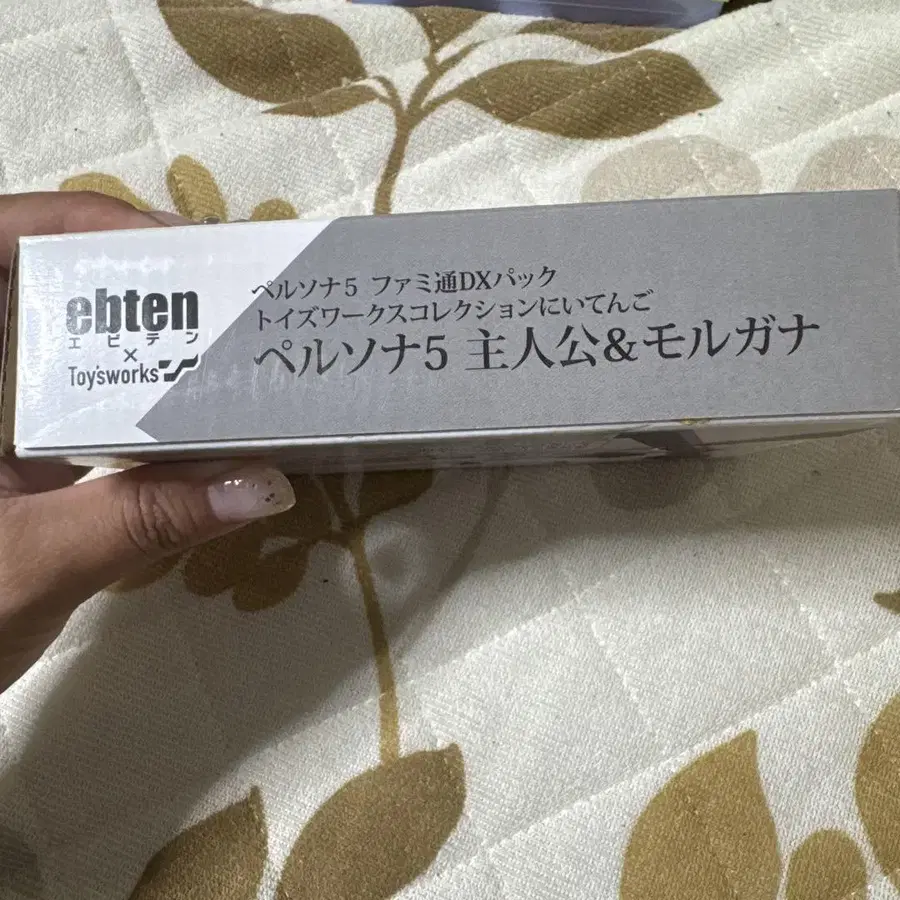 ebten
エビテン
×
Toy'sworks
ペルソナ5 ファミ通DXパック
トイズワークスコレクションにいてんご
ペルソナ5 主人公&モルガナ